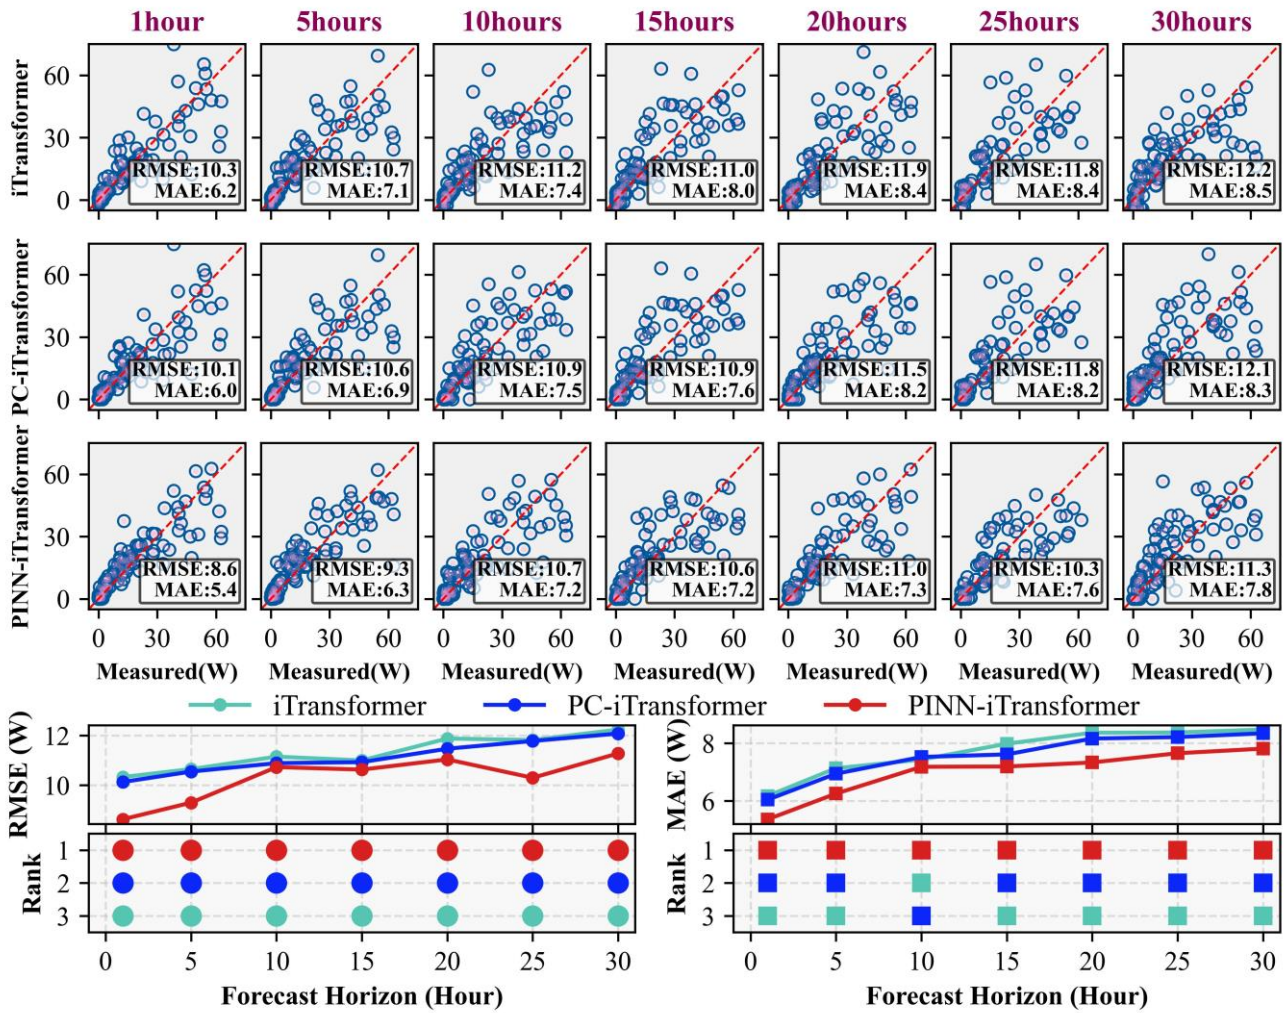 1hour 5hours 10hours 15hours 20hours 25hours 30hours
iTransformer
60
30
0
RMSE:10.3 RMSE:10.7 RMSE:11.2 RMSE:11.0 RMSE:11.9 RMSE:11.8 RMSE:12.2
MAE:6.2 MAE:7.1 MAE:7.4 MAE:8.0 MAE:8.4 MAE:8.4 MAE:8.5
PC-iTransformer
60
30
0
RMSE:10.1 RMSE:10.6 RMSE:10.9 RMSE:10.9 RMSE:11.5 RMSE:11.8 RMSE:12.1
MAE:6.0 MAE:6.9 MAE:7.5 MAE:7.6 MAE:8.2 MAE:8.2 MAE:8.3
PINN-iTransformer
60
30
0
RMSE:8.6 RMSE:9.3 RMSE:10.7 RMSE:10.6 RMSE:11.0 RMSE:10.3 RMSE:11.3
MAE:5.4 MAE:6.3 MAE:7.2 MAE:7.2 MAE:7.3 MAE:7.6 MAE:7.8
0 30 60 0 30 60 0 30 60 0 30 60 0 30 60 0 30 60 0 30 60
Measured(W) Measured(W) Measured(W) Measured(W) Measured(W) Measured(W) Measured(W)
iTransformer PC-iTransformer PINN-iTransformer
RMSE (W)
12
10
Rank
1
2
3
0 5 10 15 20 25 30
Forecast Horizon (Hour)
MAE (W)
8
6
Rank
1
2
3
0 5 10 15 20 25 30
Forecast Horizon (Hour)